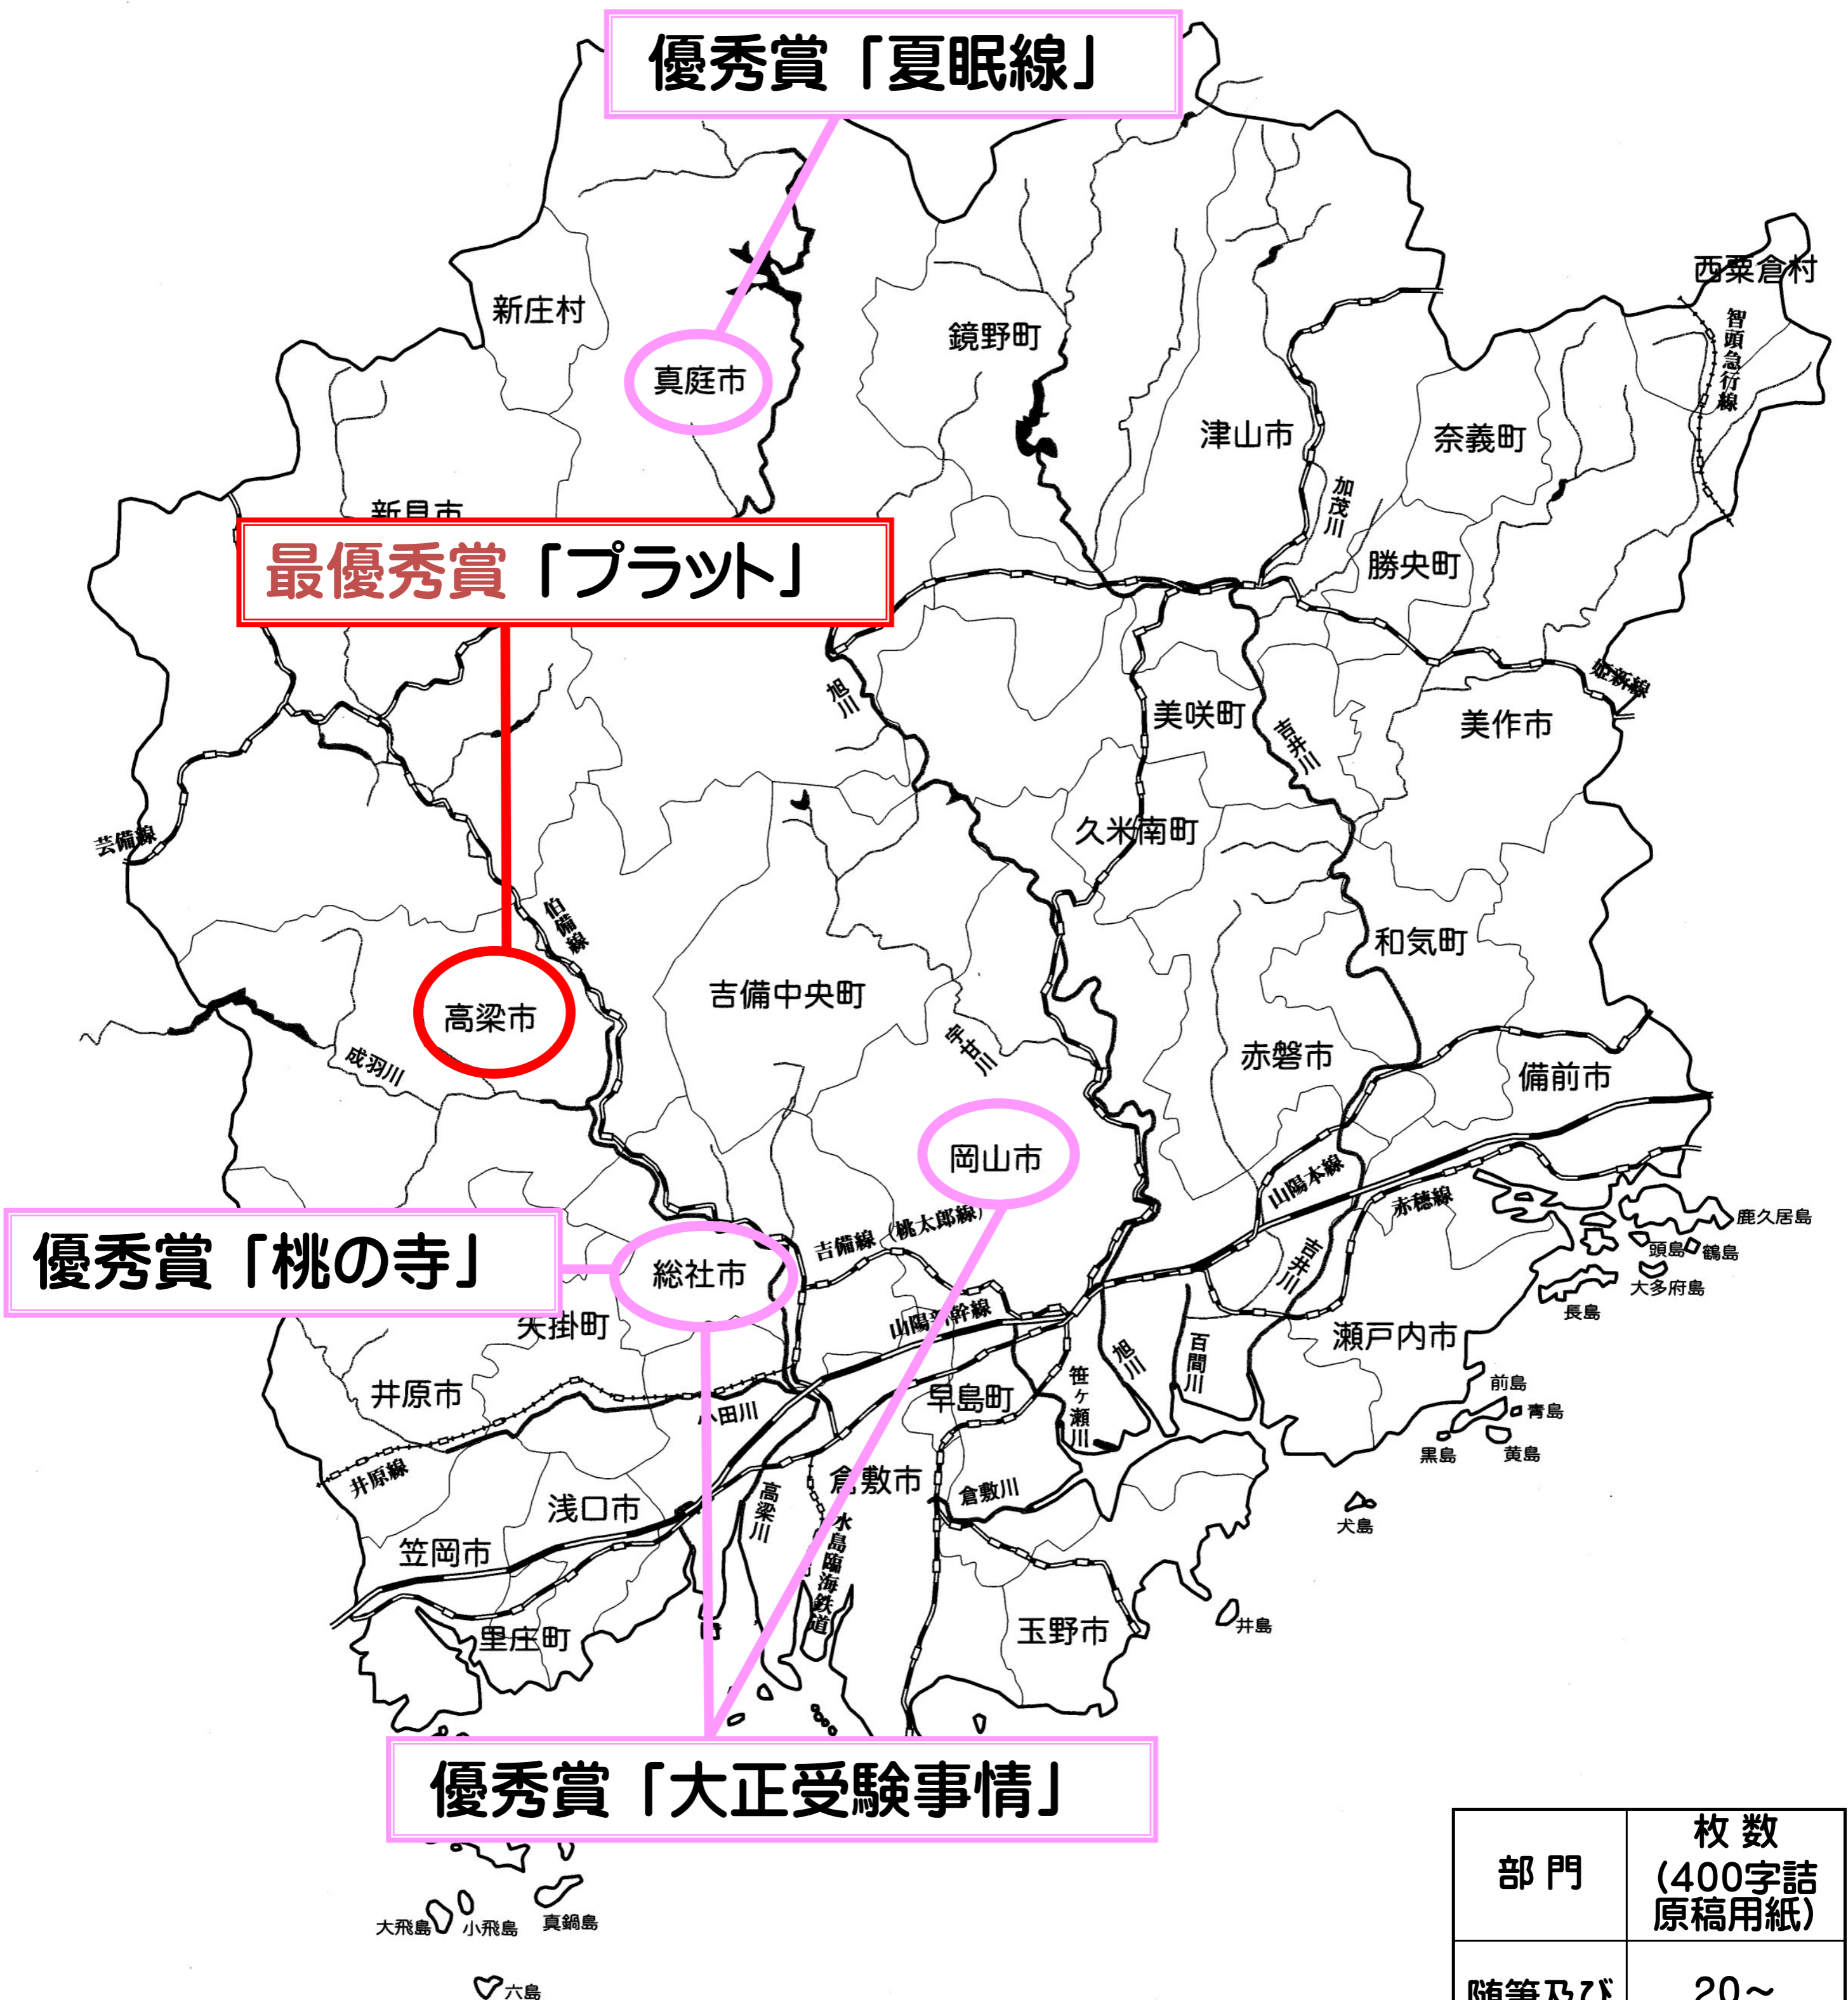 優秀賞「夏眠線」
西粟倉村
新庄村
智頭急行線
鏡野町
真庭市
津山市
奈義町
加茂川
新見市
最優秀賞「プラット」
勝央町
姫新線
旭川
美咲町
吉井川
美作市
芸備線
久米南町
伯備線
和気町
吉備中央町
高梁市
宇甘川
成羽川
赤磐市
備前市
岡山市
山陽本線
赤穂線
吉備線(桃太郎線)
鹿久居島
頭島
鶴島
大多府島
長島
優秀賞「桃の寺」
総社市
吉井川
山陽新幹線
矢掛町
旭川
百間川
瀬戸内市
井原市
早島町
笹ヶ瀬川
前島
青島
小田川
黒島
黄島
井原線
倉敷市
倉敷川
高梁川
浅口市
犬島
水島臨海鉄道
笠岡市
里庄町
玉野市
井島
優秀賞「大正受験事情」
大飛島
小飛島
真鍋島
六島
部門
枚数
(400字詰
原稿用紙)
随筆及び
20～